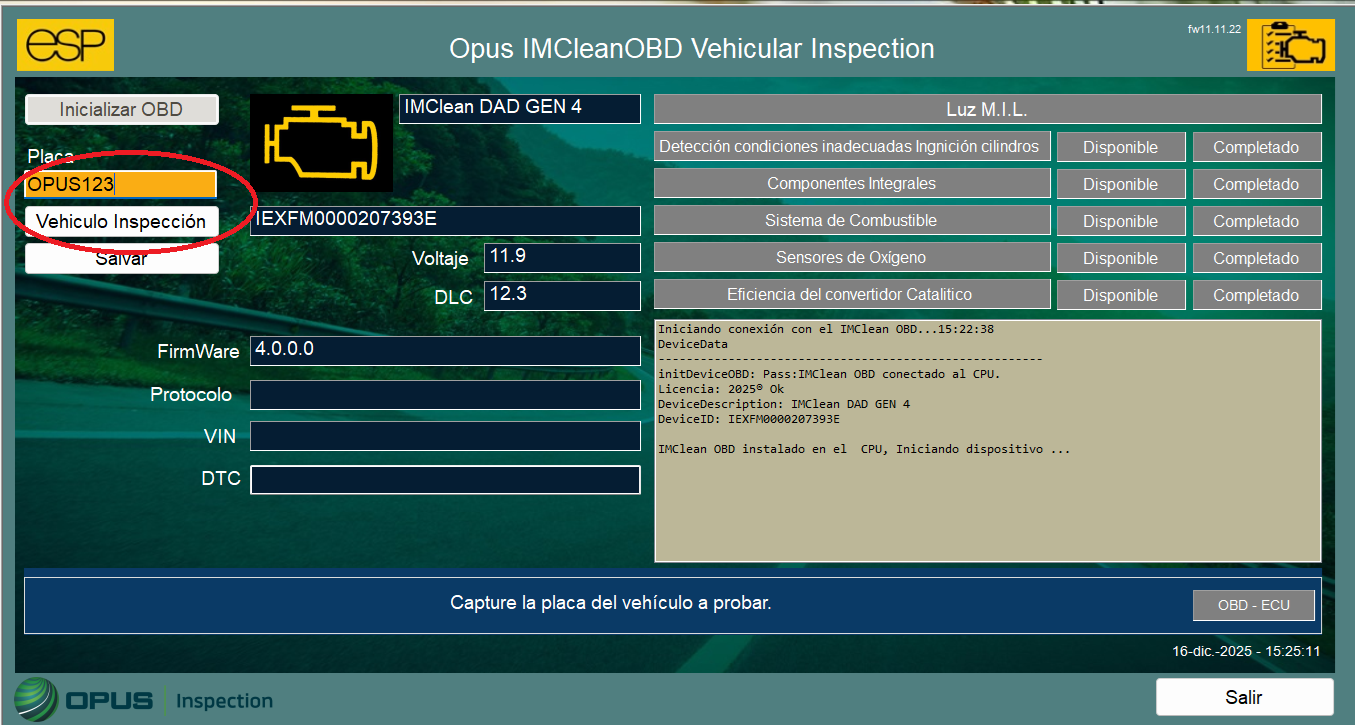 ESP
Opus IMCleanOBD Vehicular Inspection
fw11.11.22
Inicializar OBD
IMClean DAD GEN 4
Luz M.I.L.
Placa
OPUS123
Vehiculo Inspección
Salvar
IEXFM0000207393E
Voltaje 11.9
DLC 12.3
FirmWare 4.0.0.0
Protocolo
VIN
DTC
Detección condiciones inadecuadas Ingnición cilindros Disponible Completado
Componentes Integrales Disponible Completado
Sistema de Combustible Disponible Completado
Sensores de Oxígeno Disponible Completado
Eficiencia del convertidor Catalitico Disponible Completado
Iniciando conexión con el IMClean OBD...15:22:38
DeviceData
----------------------------------------------------
initDeviceOBD: Pass:IMClean OBD conectado al CPU.
Licencia: 2025® Ok
DeviceDescription: IMClean DAD GEN 4
DeviceID: IEXFM0000207393E
IMClean OBD instalado en el  CPU, Iniciando dispositivo ...
Capture la placa del vehículo a probar.
OBD - ECU
16-dic.-2025 - 15:25:11
OPUS Inspection
Salir